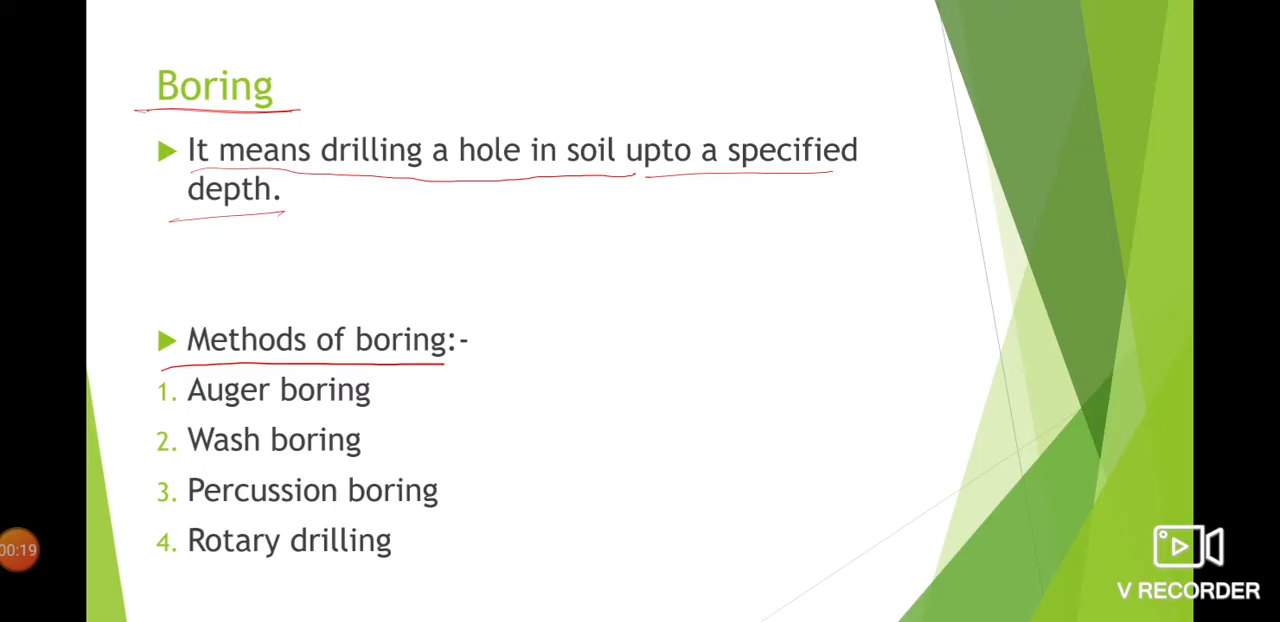 Boring
It means drilling a hole in soil upto a specified
depth.
Methods of boring:-
1. Auger boring
2. Wash boring
3. Percussion boring
4. Rotary drilling
00:19
V RECORDER